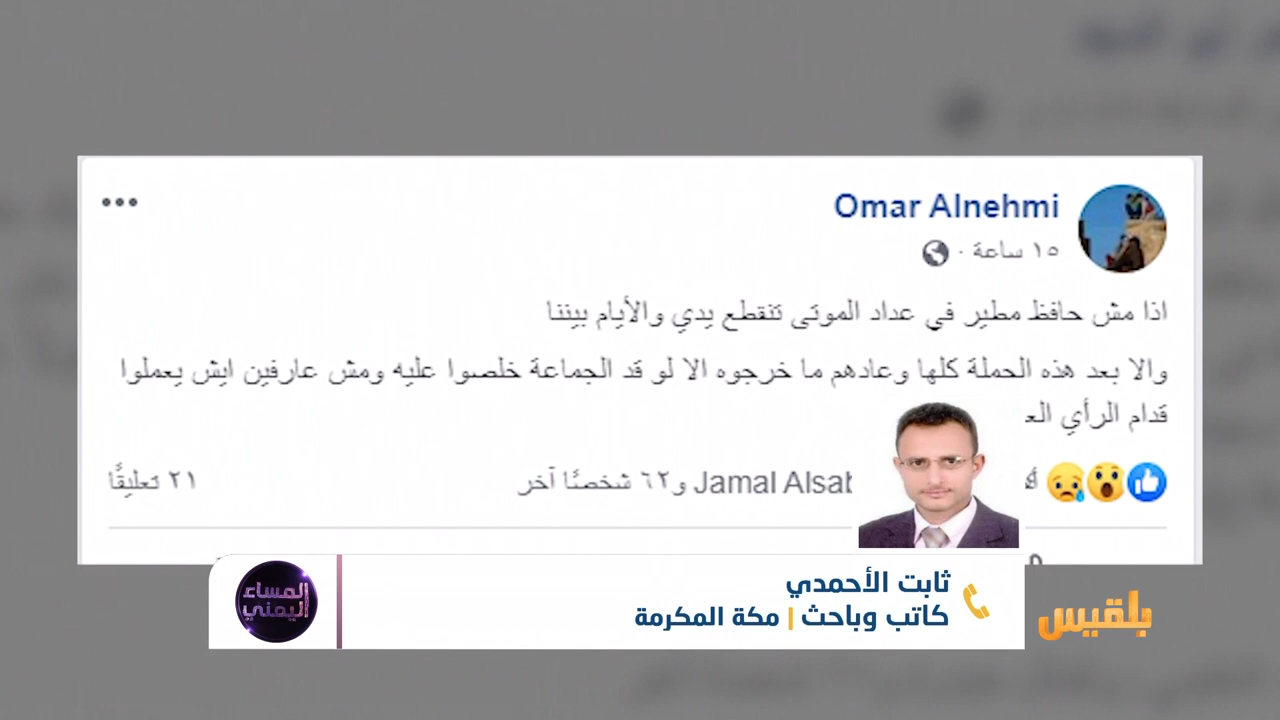 Omar Alnehmi
١٥ ساعة ·
اذا مش حافظ مطير في عداد الموتى تنقطع يدي والأيام بيننا
والا بعد هذه الحملة كلها وعادهم ما خرجوه الا لو قد الجماعة خلصوا عليه ومش عارفين ايش يعملوا
قدام الرأي
Jamal و٦٢ شخصًا آخر
٢١ تعليقًا
ثابت الأحمدي
كاتب وباحث | مكة المكرمة
المساء اليمني
بلقيس